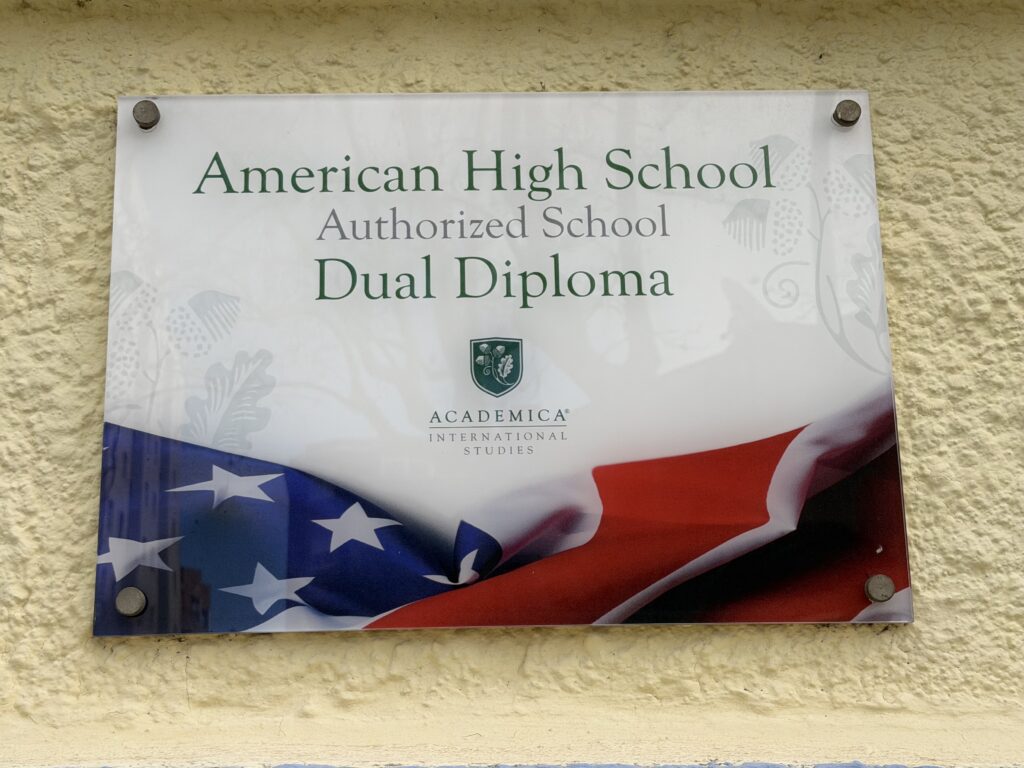 American High School
Authorized School
Dual Diploma
ACADEMICA®
INTERNATIONAL
STUDIES